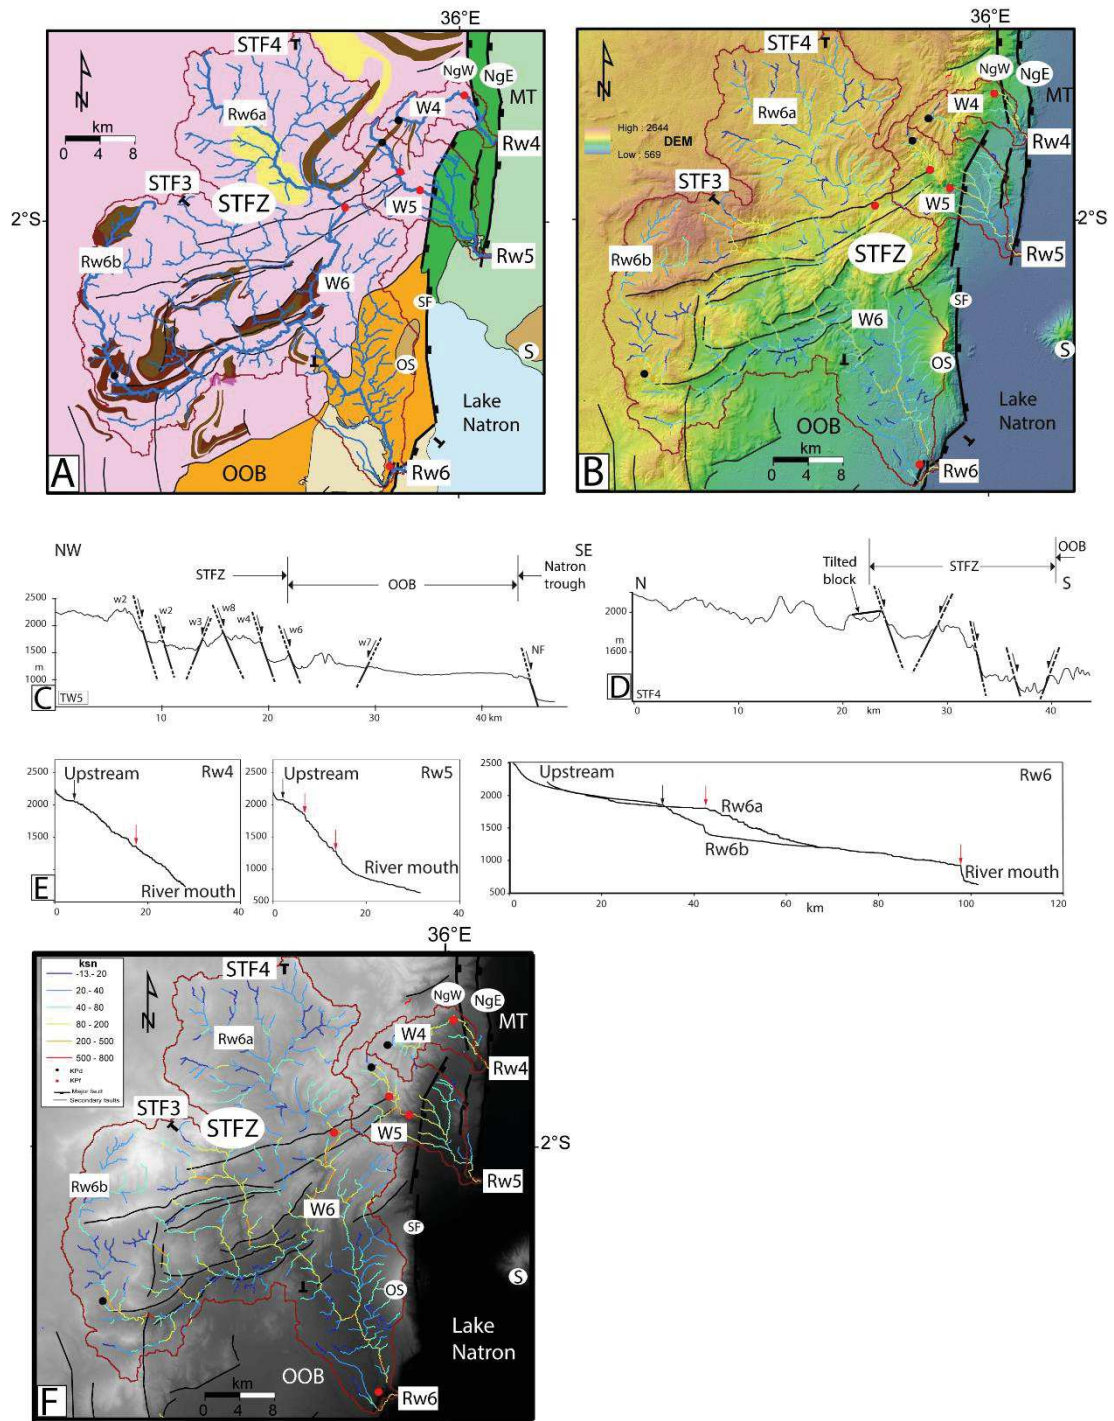 36°E
STF4
N
km
0 4 8
Rw6a
NgW
NgE
MT
W4
Rw4
STF3
STFZ
W5
2°S
Rw5
Rw6b
W6
SF
OS
S
Lake
Natron
OOB
Rw6
A
36°E
STF4
N
NgW
NgE
MT
W4
Rw6a
High : 2644
DEM
Low : 569
Rw4
STF3
W5
2°S
STFZ
Rw5
Rw6b
SF
W6
OS
S
Lake
Natron
OOB
km
0 4 8
Rw6
B
NW
SE
STFZ
OOB
Natron
trough
2500
2000
1500
m
1000
w2
w2
w3
w8
w4
w6
w7
NF
C
TW5
10 20 30 40 km
Tilted
block
STFZ
OOB
N
S
2000
m
1600
D
STF4
0 10 20 km 30 40
2500
2000
1500
1000
500
Upstream
Rw4
River mouth
0 20 40
E
2500
2000
1500
1000
500
Upstream
Rw5
River mouth
0 20 40
2500
2000
1500
1000
500
Upstream
Rw6
Rw6a
Rw6b
River mouth
0 20 40 60 80 100 120
km
36°E
ksn
-13.- 20
20. - 40
40 - 80
80 - 200
200 - 500
500 - 800
KPa
KPf
Major fault
Secondary faults
N
STF4
NgW
NgE
MT
W4
Rw6a
Rw4
STF3
STFZ
W5
2°S
Rw5
Rw6b
W6
SF
S
OS
Lake
Natron
OOB
km
0 4 8
Rw6
F